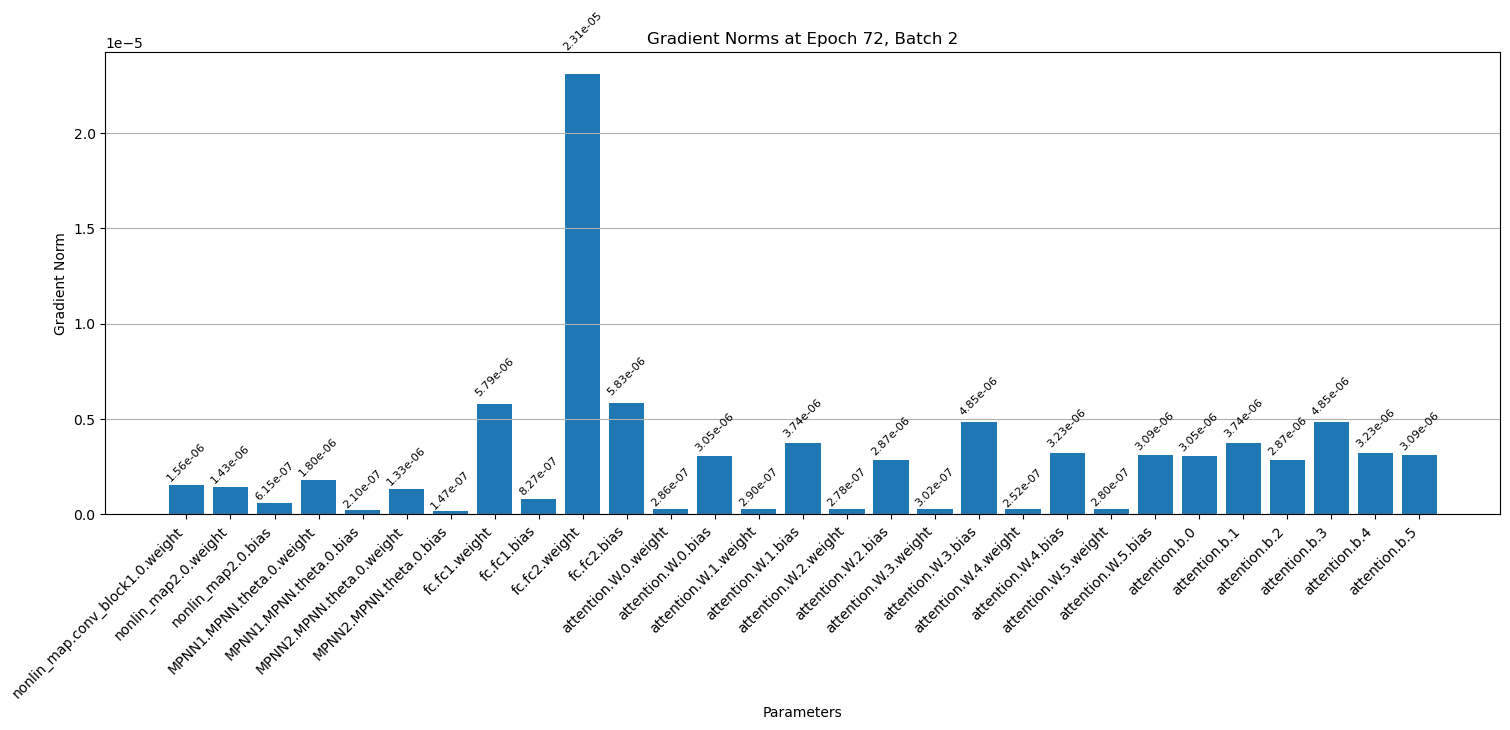 Gradient Norms at Epoch 72, Batch 2
1e−5
Gradient Norm
2.0
1.5
1.0
0.5
0.0
1.56e-06
1.43e-06
6.15e-07
1.80e-06
2.10e-07
1.33e-06
1.47e-07
5.79e-06
8.27e-07
2.31e-05
5.83e-06
2.86e-07
3.05e-06
2.90e-07
3.74e-06
2.78e-07
2.87e-06
3.02e-07
4.85e-06
2.52e-07
3.23e-06
2.80e-07
3.09e-06
3.05e-06
3.74e-06
2.87e-06
4.85e-06
3.23e-06
3.09e-06
nonlin_map.conv_block1.0.weight
nonlin_map2.0.weight
nonlin_map2.0.bias
MPNN1.MPNN.theta.0.weight
MPNN1.MPNN.theta.0.bias
MPNN2.MPNN.theta.0.weight
MPNN2.MPNN.theta.0.bias
fc.fc1.weight
fc.fc1.bias
fc.fc2.weight
fc.fc2.bias
attention.W.0.weight
attention.W.0.bias
attention.W.1.weight
attention.W.1.bias
attention.W.2.weight
attention.W.2.bias
attention.W.3.weight
attention.W.3.bias
attention.W.4.weight
attention.W.4.bias
attention.W.5.weight
attention.W.5.bias
attention.b.0
attention.b.1
attention.b.2
attention.b.3
attention.b.4
attention.b.5
Parameters